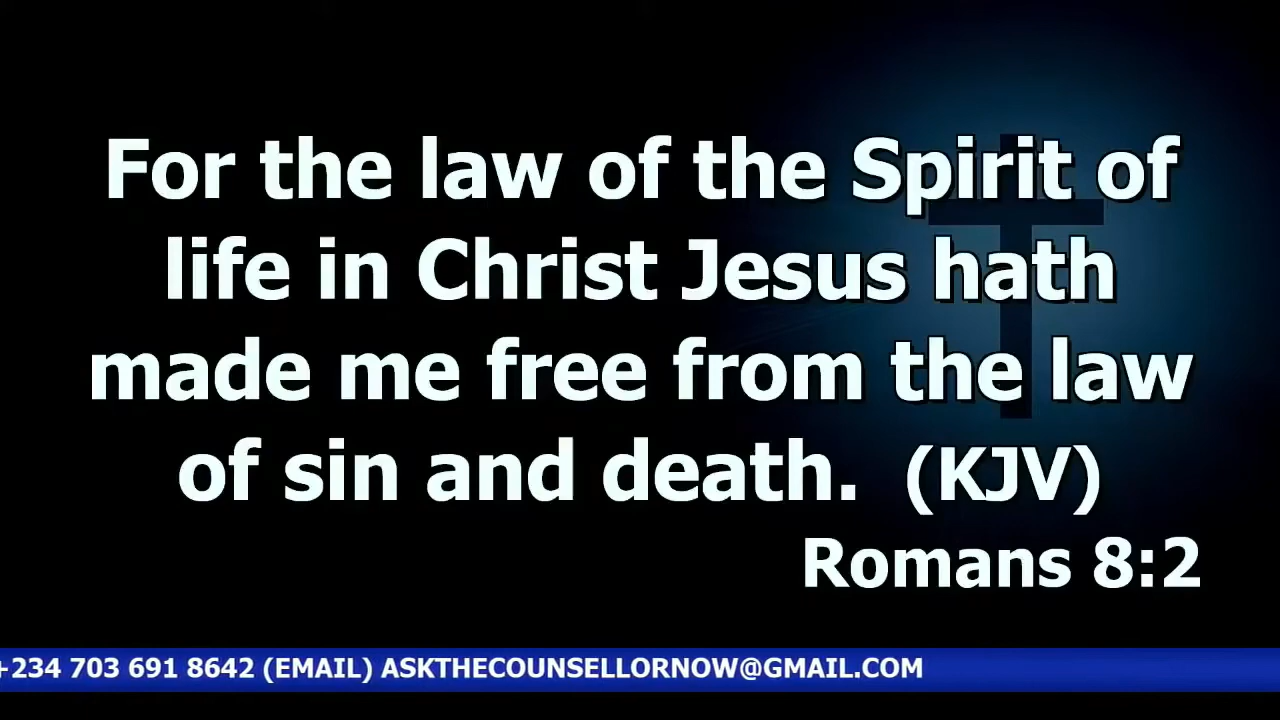 For the law of the Spirit of
life in Christ Jesus hath
made me free from the law
of sin and death. (KJV)
Romans 8:2
+234 703 691 8642 (EMAIL) ASKTHECOUNSELLORNOW@GMAIL.COM